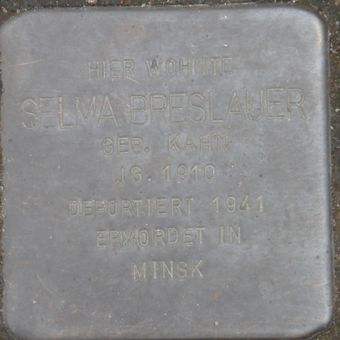 HIER WOHNTE
SELMA BRESLAUER
GEB. KAHN
JG. 1910
DEPORTIERT 1941
ERMORDET IN
MINSK